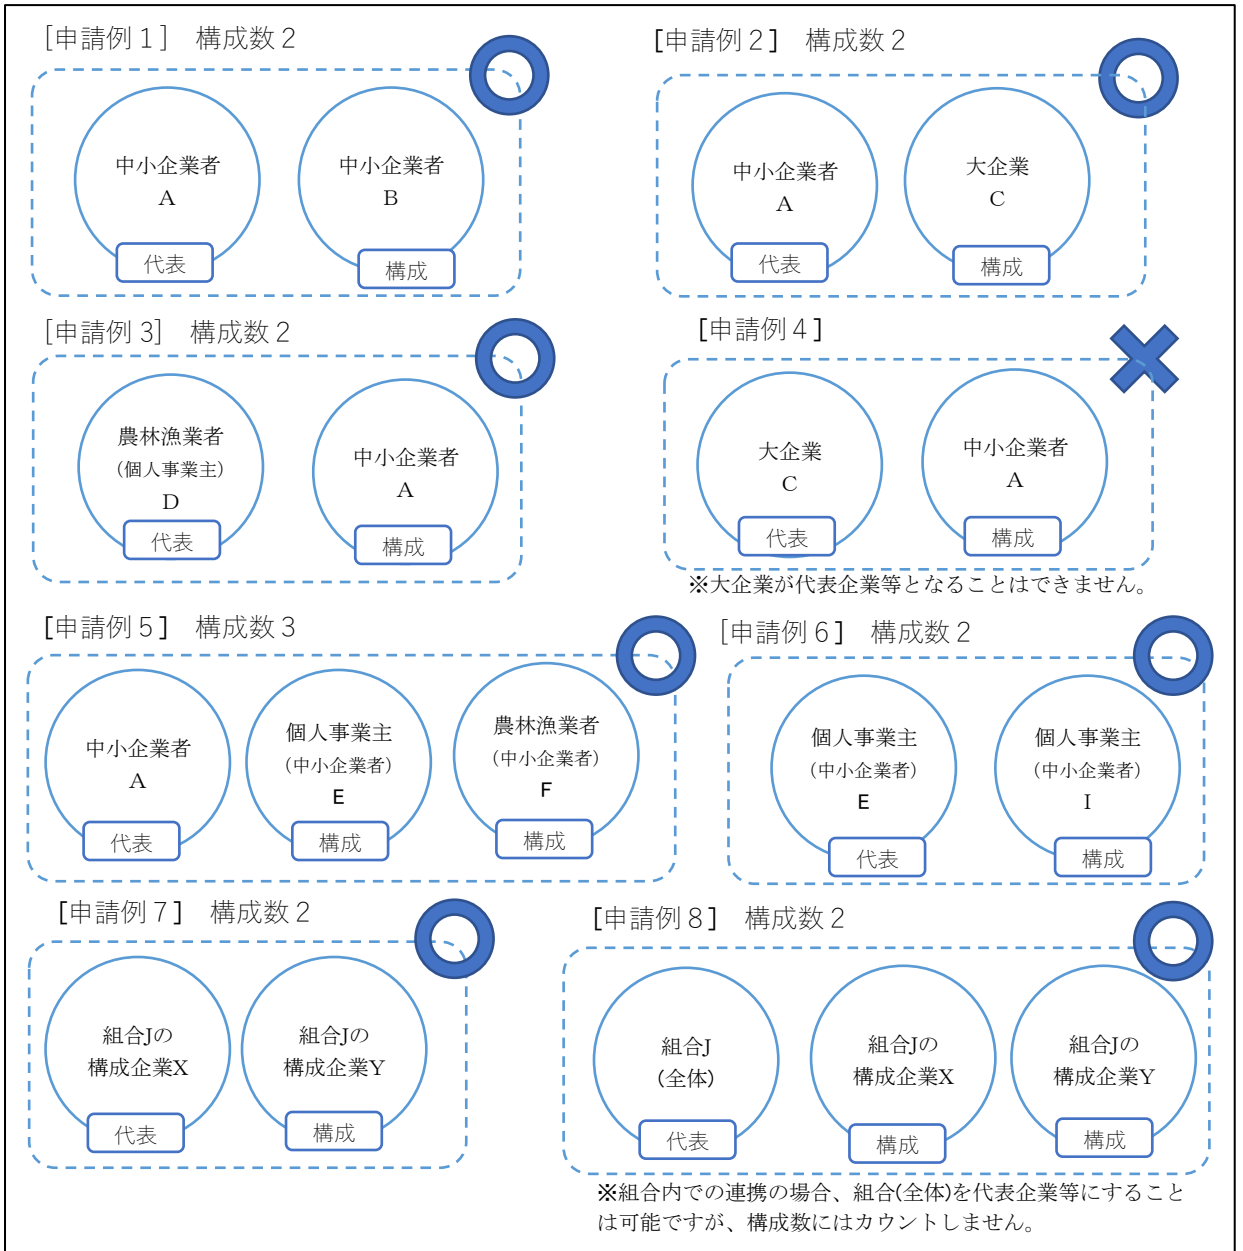 [申請例１]　構成数２
中小企業者
A
代表
中小企業者
B
構成
[申請例２]　構成数２
中小企業者
A
代表
大企業
C
構成
[申請例３]　構成数２
農林漁業者
(個人事業主)
D
代表
中小企業者
A
構成
[申請例４]
大企業
C
代表
中小企業者
A
構成
※大企業が代表企業等となることはできません。
[申請例５]　構成数３
中小企業者
A
代表
個人事業主
(中小企業者)
E
構成
農林漁業者
(中小企業者)
F
構成
[申請例６]　構成数２
個人事業主
(中小企業者)
E
代表
個人事業主
(中小企業者)
I
構成
[申請例７]　構成数２
組合Jの
構成企業X
代表
組合Jの
構成企業Y
構成
[申請例８]　構成数２
組合J
(全体)
代表
組合Jの
構成企業X
構成
組合Jの
構成企業Y
構成
※組合内での連携の場合、組合(全体)を代表企業等にすること
は可能ですが、構成数にはカウントしません。